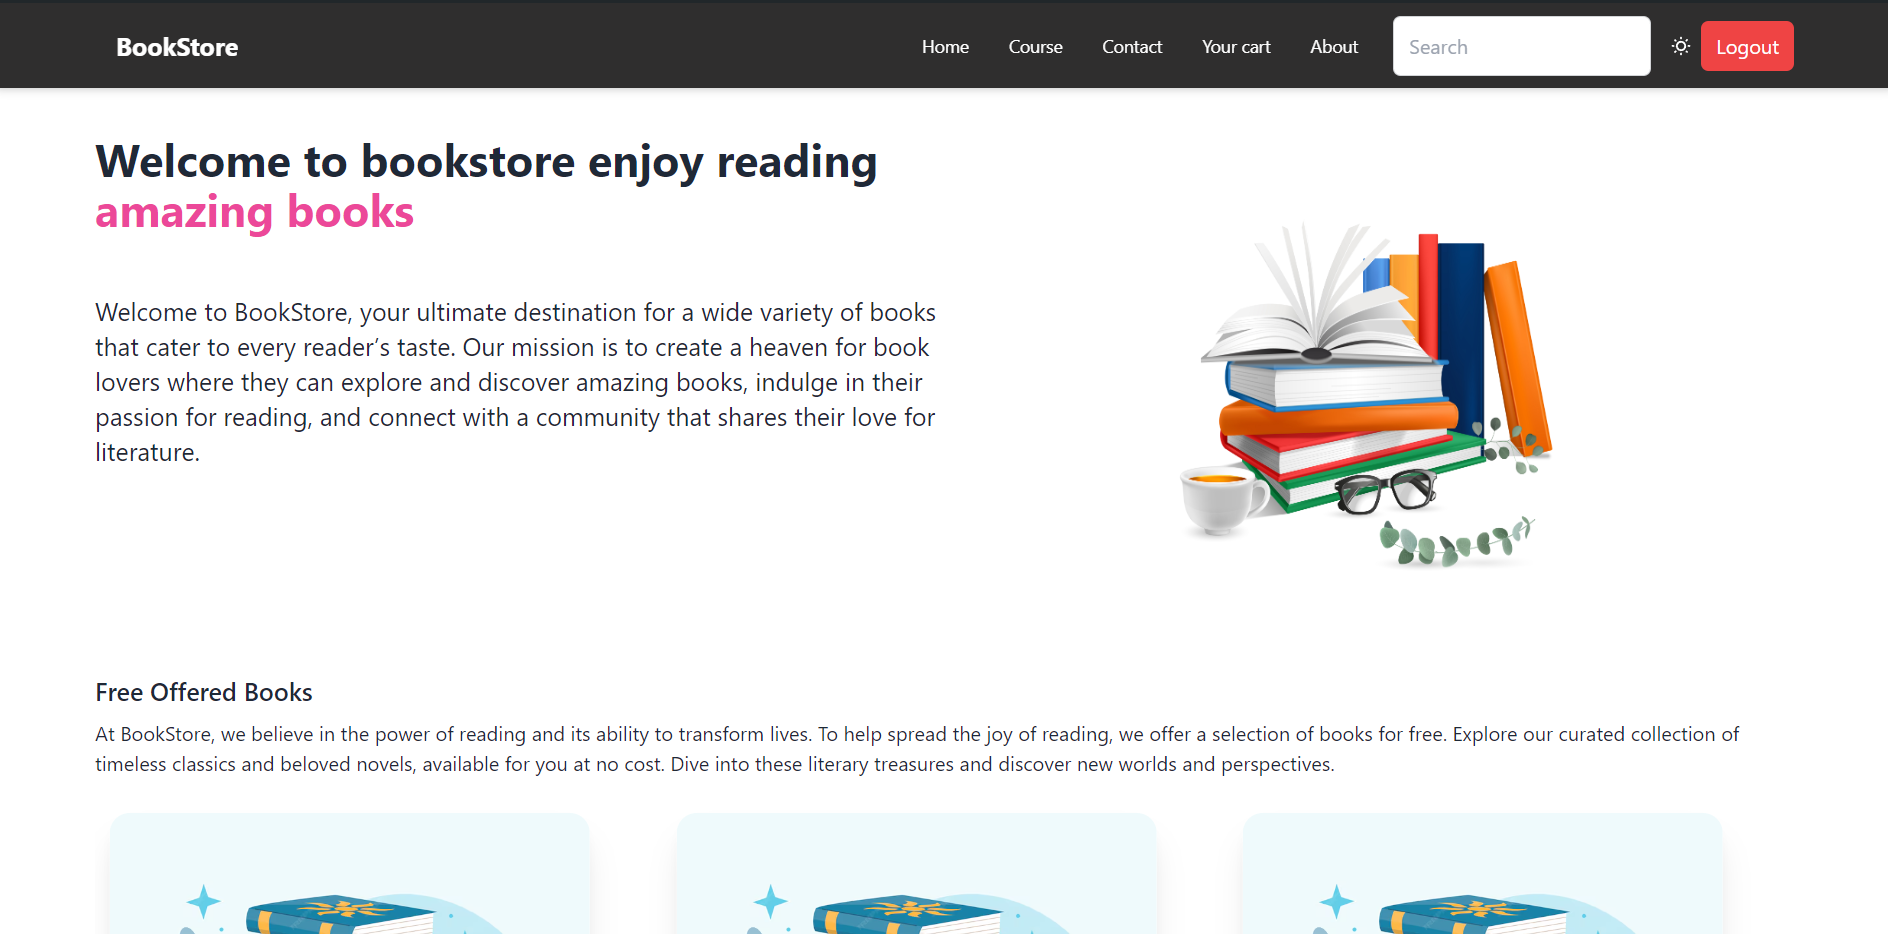 BookStore
Home
Course
Contact
Your cart
About
Search
Logout
Welcome to bookstore enjoy reading
amazing books
Welcome to BookStore, your ultimate destination for a wide variety of books
that cater to every reader’s taste. Our mission is to create a heaven for book
lovers where they can explore and discover amazing books, indulge in their
passion for reading, and connect with a community that shares their love for
literature.
Free Offered Books
At BookStore, we believe in the power of reading and its ability to transform lives. To help spread the joy of reading, we offer a selection of books for free. Explore our curated collection of
timeless classics and beloved novels, available for you at no cost. Dive into these literary treasures and discover new worlds and perspectives.